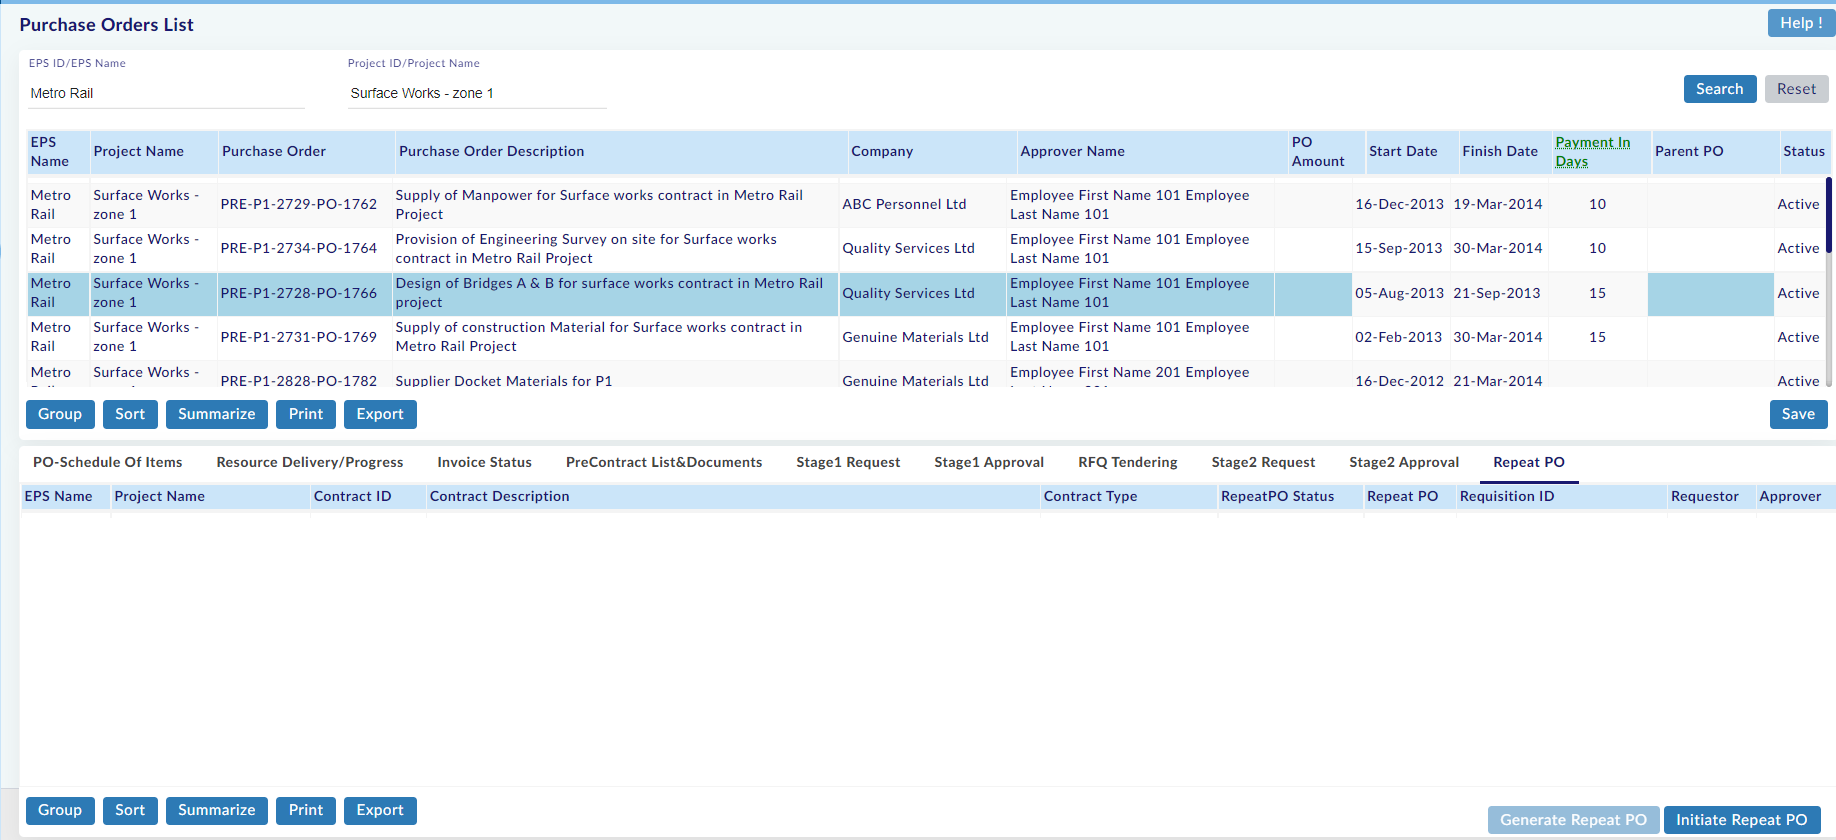 Purchase Orders List
Help !
EPS ID/EPS Name Project ID/Project Name
Metro Rail Surface Works - zone 1
Search Reset
EPS Name Project Name Purchase Order Purchase Order Description Company Approver Name PO Amount Start Date Finish Date Payment In Days Parent PO Status
Metro Rail Surface Works - zone 1 PRE-P1-2729-PO-1762 Supply of Manpower for Surface works contract in Metro Rail Project ABC Personnel Ltd Employee First Name 101 Employee Last Name 101 16-Dec-2013 19-Mar-2014 10 Active
Metro Rail Surface Works - zone 1 PRE-P1-2734-PO-1764 Provision of Engineering Survey on site for Surface works contract in Metro Rail Project Quality Services Ltd Employee First Name 101 Employee Last Name 101 15-Sep-2013 30-Mar-2014 10 Active
Metro Rail Surface Works - zone 1 PRE-P1-2728-PO-1766 Design of Bridges A & B for surface works contract in Metro Rail project Quality Services Ltd Employee First Name 101 Employee Last Name 101 05-Aug-2013 21-Sep-2013 15 Active
Metro Rail Surface Works - zone 1 PRE-P1-2731-PO-1769 Supply of construction Material for Surface works contract in Metro Rail Project Genuine Materials Ltd Employee First Name 101 Employee Last Name 101 02-Feb-2013 30-Mar-2014 15 Active
Metro Surface Works - PRE-P1-2828-PO-1782 Supplier Docket Materials for P1 Genuine Materials Ltd Employee First Name 201 Employee 16-Dec-2012 21-Mar-2014 Active
Group Sort Summarize Print Export Save
PO-Schedule Of Items Resource Delivery/Progress Invoice Status PreContract List&Documents Stage1 Request Stage1 Approval RFQ Tendering Stage2 Request Stage2 Approval Repeat PO
EPS Name Project Name Contract ID Contract Description Contract Type RepeatPO Status Repeat PO Requisition ID Requestor Approver
Group Sort Summarize Print Export
Generate Repeat PO Initiate Repeat PO